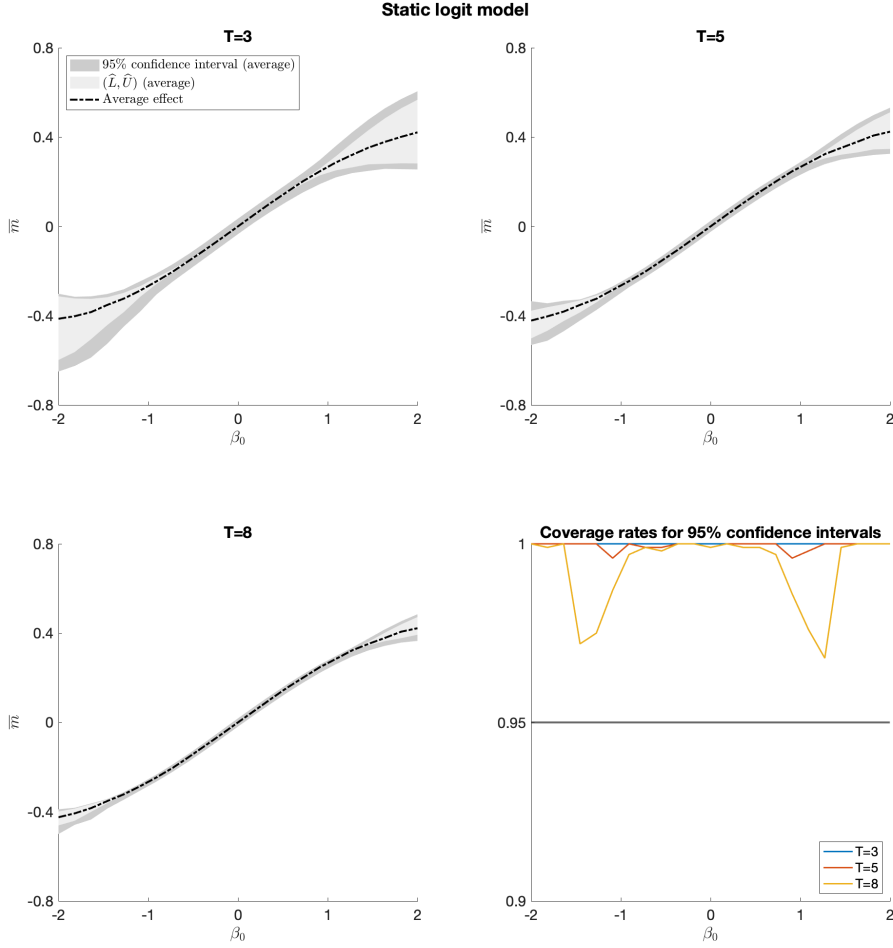 Static logit model
T=3
0.8
0.4
0
-0.4
-0.8
-2
-1
0
1
2
m̅
β₀
95% confidence interval (average)
(L̂, Û) (average)
Average effect
T=5
0.8
0.4
0
-0.4
-0.8
-2
-1
0
1
2
m̅
β₀
T=8
0.8
0.4
0
-0.4
-0.8
-2
-1
0
1
2
m̅
β₀
Coverage rates for 95% confidence intervals
1
0.95
0.9
-2
-1
0
1
2
β₀
T=3
T=5
T=8